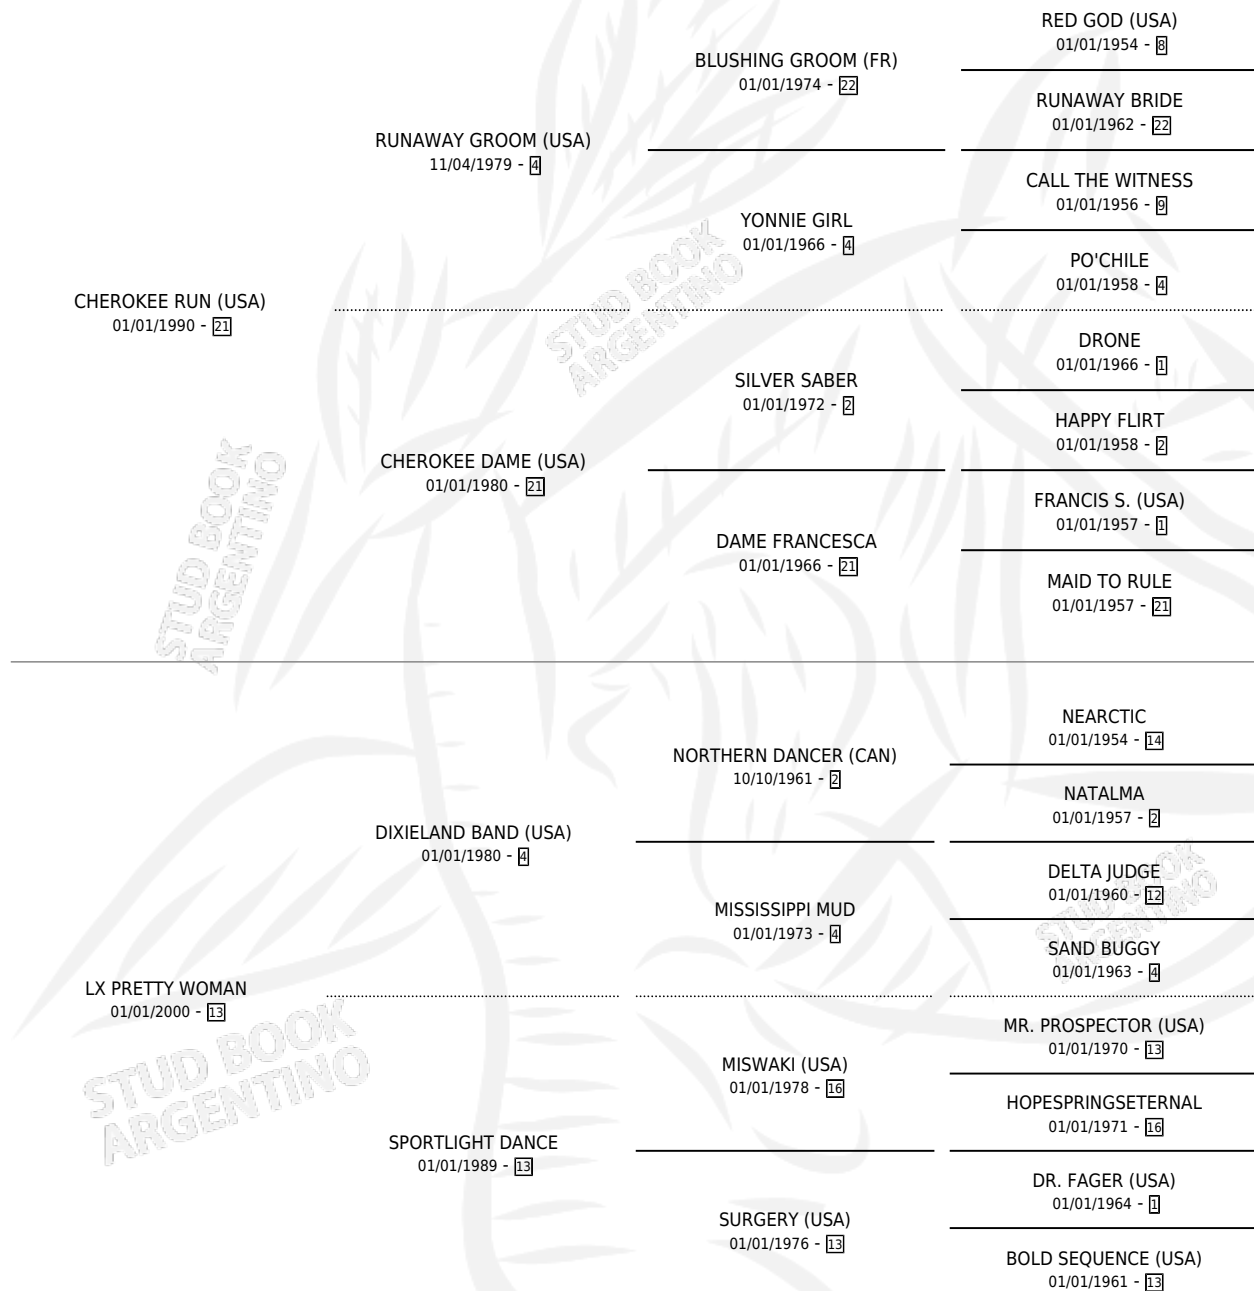 RED GOD (USA)
01/01/1954 - 8
BLUSHING GROOM (FR)
01/01/1974 - 22
RUNAWAY BRIDE
01/01/1962 - 22
RUNAWAY GROOM (USA)
11/04/1979 - 4
CALL THE WITNESS
01/01/1956 - 9
YONNIE GIRL
01/01/1966 - 4
PO'CHILE
01/01/1958 - 4
CHEROKEE RUN (USA)
01/01/1990 - 21
DRONE
01/01/1966 - 1
SILVER SABER
01/01/1972 - 2
HAPPY FLIRT
01/01/1958 - 2
CHEROKEE DAME (USA)
01/01/1980 - 21
FRANCIS S. (USA)
01/01/1957 - 1
DAME FRANCESCA
01/01/1966 - 21
MAID TO RULE
01/01/1957 - 21
NEARCTIC
01/01/1954 - 14
NORTHERN DANCER (CAN)
10/10/1961 - 2
NATALMA
01/01/1957 - 2
DIXIELAND BAND (USA)
01/01/1980 - 4
DELTA JUDGE
01/01/1960 - 12
MISSISSIPPI MUD
01/01/1973 - 4
SAND BUGGY
01/01/1963 - 4
LX PRETTY WOMAN
01/01/2000 - 13
MR. PROSPECTOR (USA)
01/01/1970 - 13
MISWAKI (USA)
01/01/1978 - 16
HOPESPRINGSETERNAL
01/01/1971 - 16
SPORTLIGHT DANCE
01/01/1989 - 13
DR. FAGER (USA)
01/01/1964 - 1
SURGERY (USA)
01/01/1976 - 13
BOLD SEQUENCE (USA)
01/01/1961 - 13
STUD BOOK
ARGENTINO
STUD BOOK
ARGENTINO
STUD BOOK
ARGENTINO
STUD BOOK
ARGENTINO